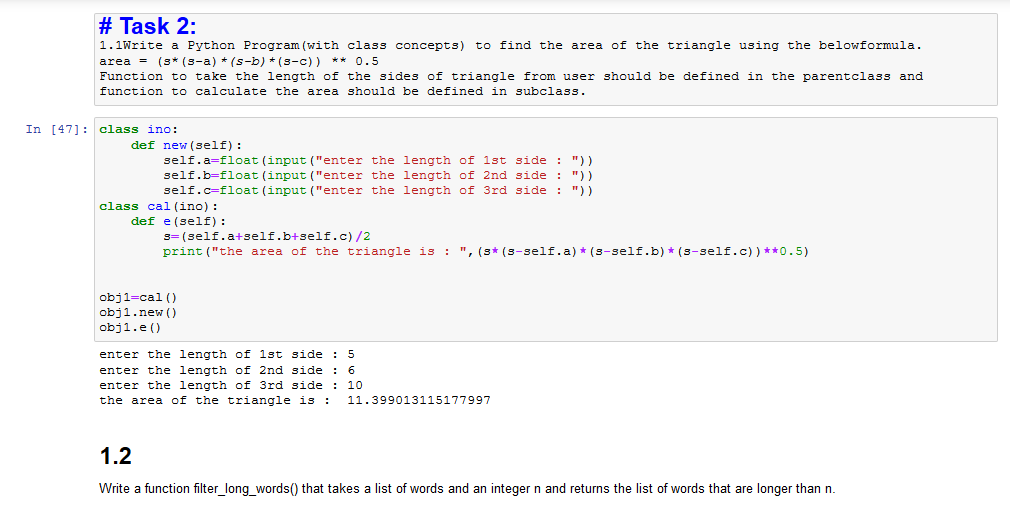 # Task 2:
1.1Write a Python Program(with class concepts) to find the area of the triangle using the belowformula.
area = (s*(s-a)*(s-b)*(s-c)) ** 0.5
Function to take the length of the sides of triangle from user should be defined in the parentclass and
function to calculate the area should be defined in subclass.
In [47]: class ino:
    def new(self):
        self.a=float(input("enter the length of 1st side : "))
        self.b=float(input("enter the length of 2nd side : "))
        self.c=float(input("enter the length of 3rd side : "))
class cal(ino):
    def e(self):
        s=(self.a+self.b+self.c)/2
        print("the area of the triangle is : ",(s*(s-self.a)*(s-self.b)*(s-self.c))**0.5)
obj1=cal()
obj1.new()
obj1.e()
enter the length of 1st side : 5
enter the length of 2nd side : 6
enter the length of 3rd side : 10
the area of the triangle is :  11.399013115177997
1.2
Write a function filter_long_words() that takes a list of words and an integer n and returns the list of words that are longer than n.